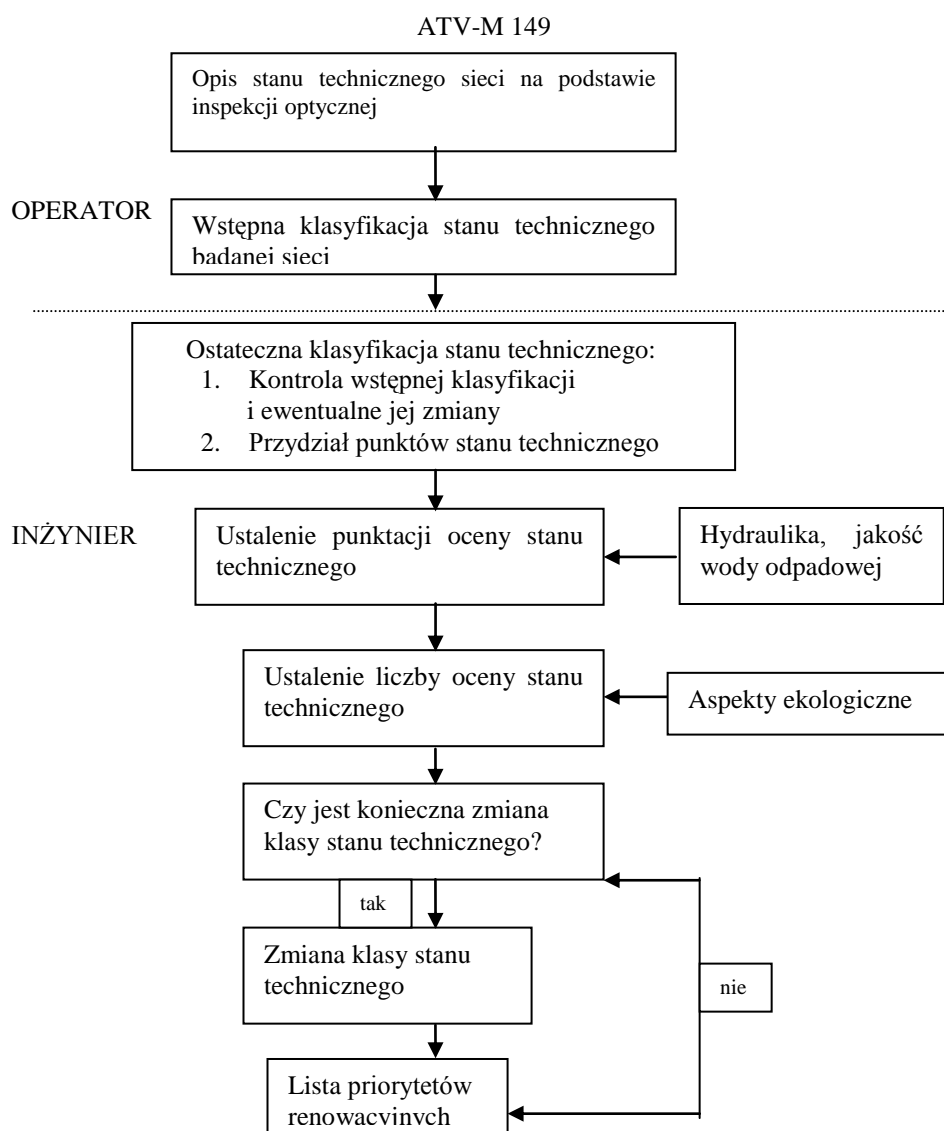 ATV-M 149
Opis stanu technicznego sieci na podstawie
inspekcji optycznej
OPERATOR
Wstępna klasyfikacja stanu technicznego
badanej sieci
Ostateczna klasyfikacja stanu technicznego:
1. Kontrola wstępnej klasyfikacji
i ewentualne jej zmiany
2. Przydział punktów stanu technicznego
INŻYNIER
Ustalenie punktacji oceny stanu
technicznego
Hydraulika, jakość
wody odpadowej
Ustalenie liczby oceny stanu
technicznego
Aspekty ekologiczne
Czy jest konieczna zmiana
klasy stanu technicznego?
tak
Zmiana klasy stanu
technicznego
nie
Lista priorytetów
renowacyjnych